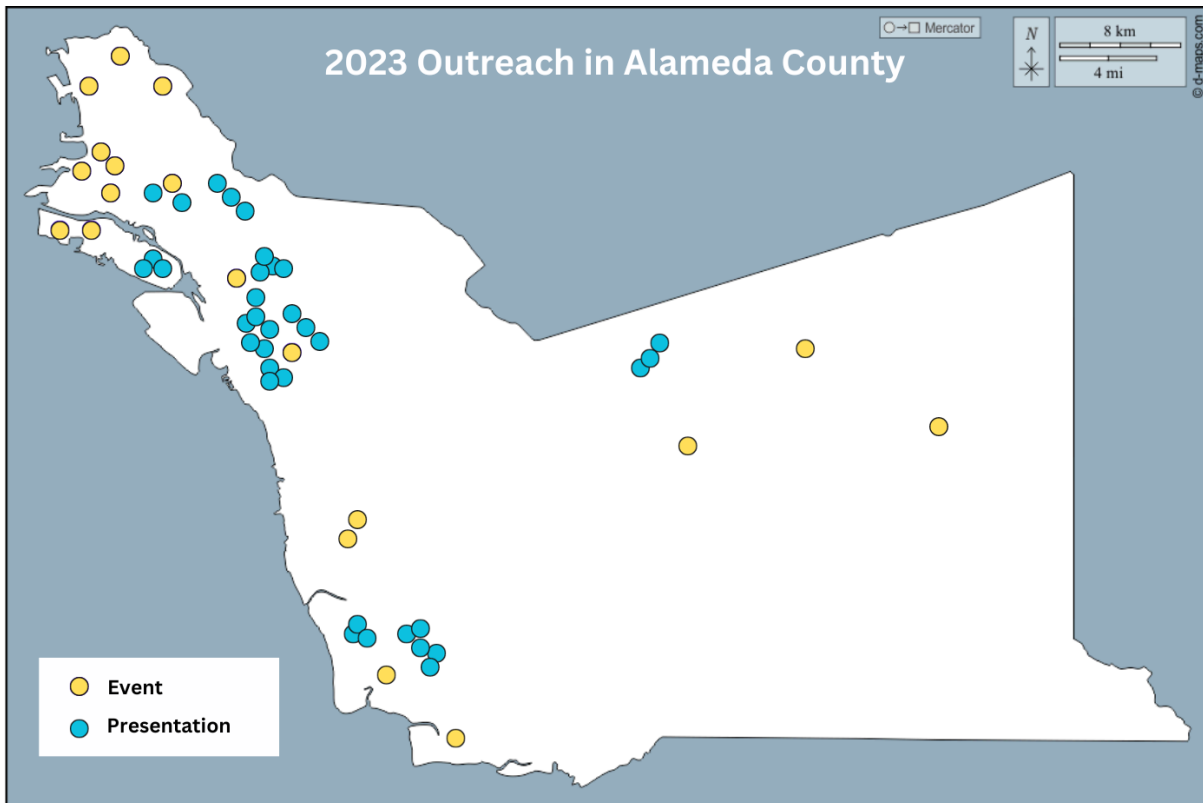 2023 Outreach in Alameda County
Mercator
N
8 km
4 mi
© d-maps.com
Event
Presentation